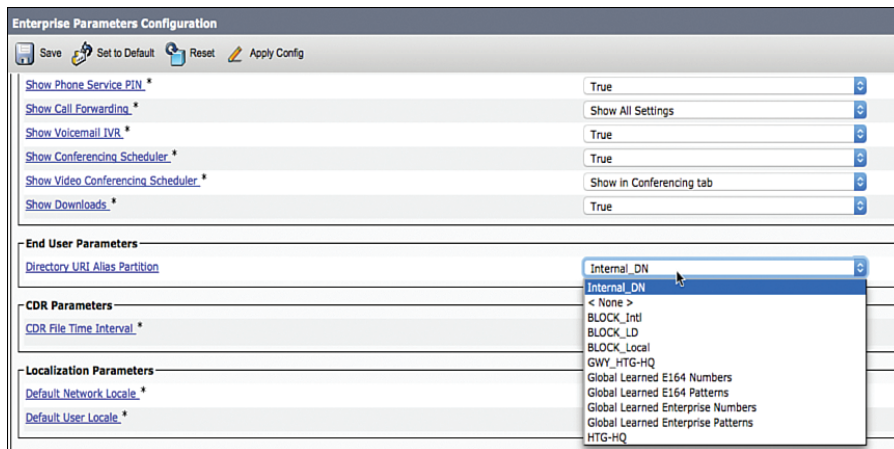 Enterprise Parameters Configuration
Save Set to Default Reset Apply Config
Show Phone Service PIN * True
Show Call Forwarding * Show All Settings
Show Voicemail IVR * True
Show Conferencing Scheduler * True
Show Video Conferencing Scheduler * Show in Conferencing tab
Show Downloads * True
End User Parameters
Directory URI Alias Partition Internal_DN
Internal_DN
< None >
BLOCK_Intl
BLOCK_LD
BLOCK_Local
GWY_HTG-HQ
Global Learned E164 Numbers
Global Learned E164 Patterns
Global Learned Enterprise Numbers
Global Learned Enterprise Patterns
HTG-HQ
CDR Parameters
CDR File Time Interval *
Localization Parameters
Default Network Locale *
Default User Locale *